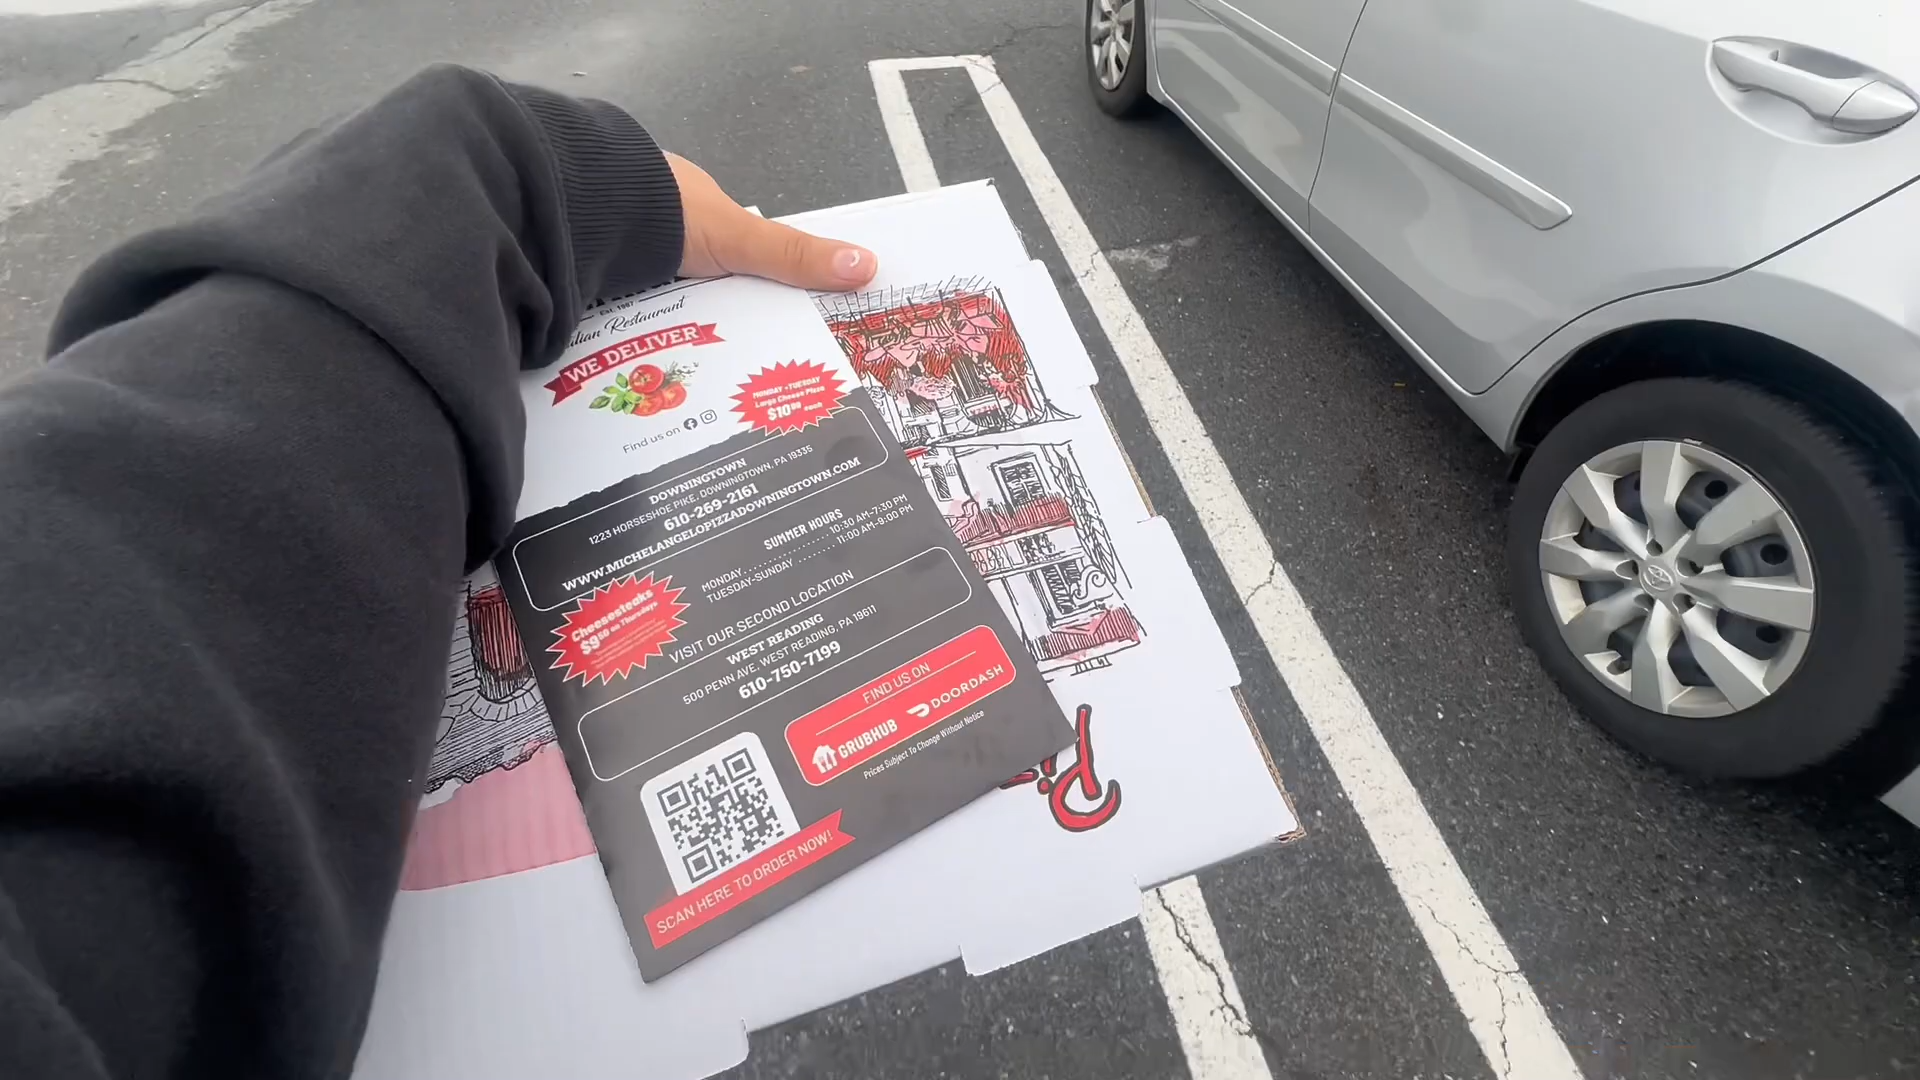 Est. 1987
Restaurant
WE DELIVER
MONDAY + TUESDAY
Large Cheese Pizza
$10 each
Find us on
DOWNINGTOWN
1223 HORSESHOE PIKE, DOWNINGTOWN, PA 19335
610-269-2161
WWW.MICHELANGELOPIZZADOWNINGTOWN.COM
SUMMER HOURS
MONDAY............... 10:30 AM-7:30 PM
TUESDAY-SUNDAY ....... 11:00 AM-9:00 PM
Cheesesteaks
$9 on Thursdays
VISIT OUR SECOND LOCATION
WEST READING
500 PENN AVE, WEST READING, PA 19611
610-750-7199
FIND US ON
GRUBHUB DOORDASH
Prices Subject To Change Without Notice
SCAN HERE TO ORDER NOW!